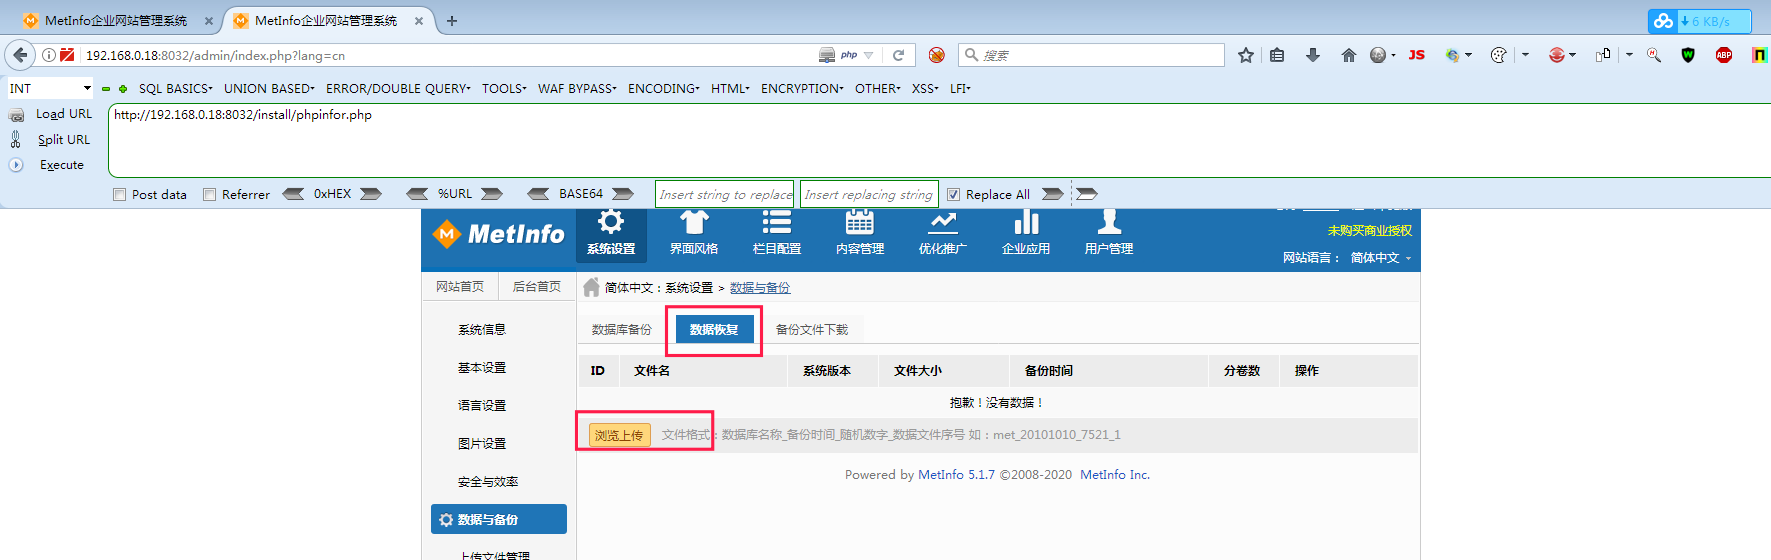 MetInfo企业网站管理系统
MetInfo企业网站管理系统
6 KB/s
192.168.0.18:8032/admin/index.php?lang=cn
php
搜索
JS
ABP
INT
SQL BASICS
UNION BASED
ERROR/DOUBLE QUERY
TOOLS
WAF BYPASS
ENCODING
HTML
ENCRYPTION
OTHER
XSS
LFI
Load URL
http://192.168.0.18:8032/install/phpinfor.php
Split URL
Execute
Post data
Referrer
0xHEX
%URL
BASE64
Insert string to replace
Insert replacing string
Replace All
MetInfo
系统设置
界面风格
栏目配置
内容管理
优化推广
企业应用
用户管理
未购买商业授权
网站语言： 简体中文
网站首页
后台首页
简体中文：系统设置 > 数据与备份
系统信息
基本设置
语言设置
图片设置
安全与效率
数据与备份
上传文件管理
数据库备份
数据恢复
备份文件下载
ID 文件名 系统版本 文件大小 备份时间 分卷数 操作
抱歉！没有数据！
浏览上传 文件格式：数据库名称_备份时间_随机数字_数据文件序号 如：met_20101010_7521_1
Powered by MetInfo 5.1.7 ©2008-2020 MetInfo Inc.